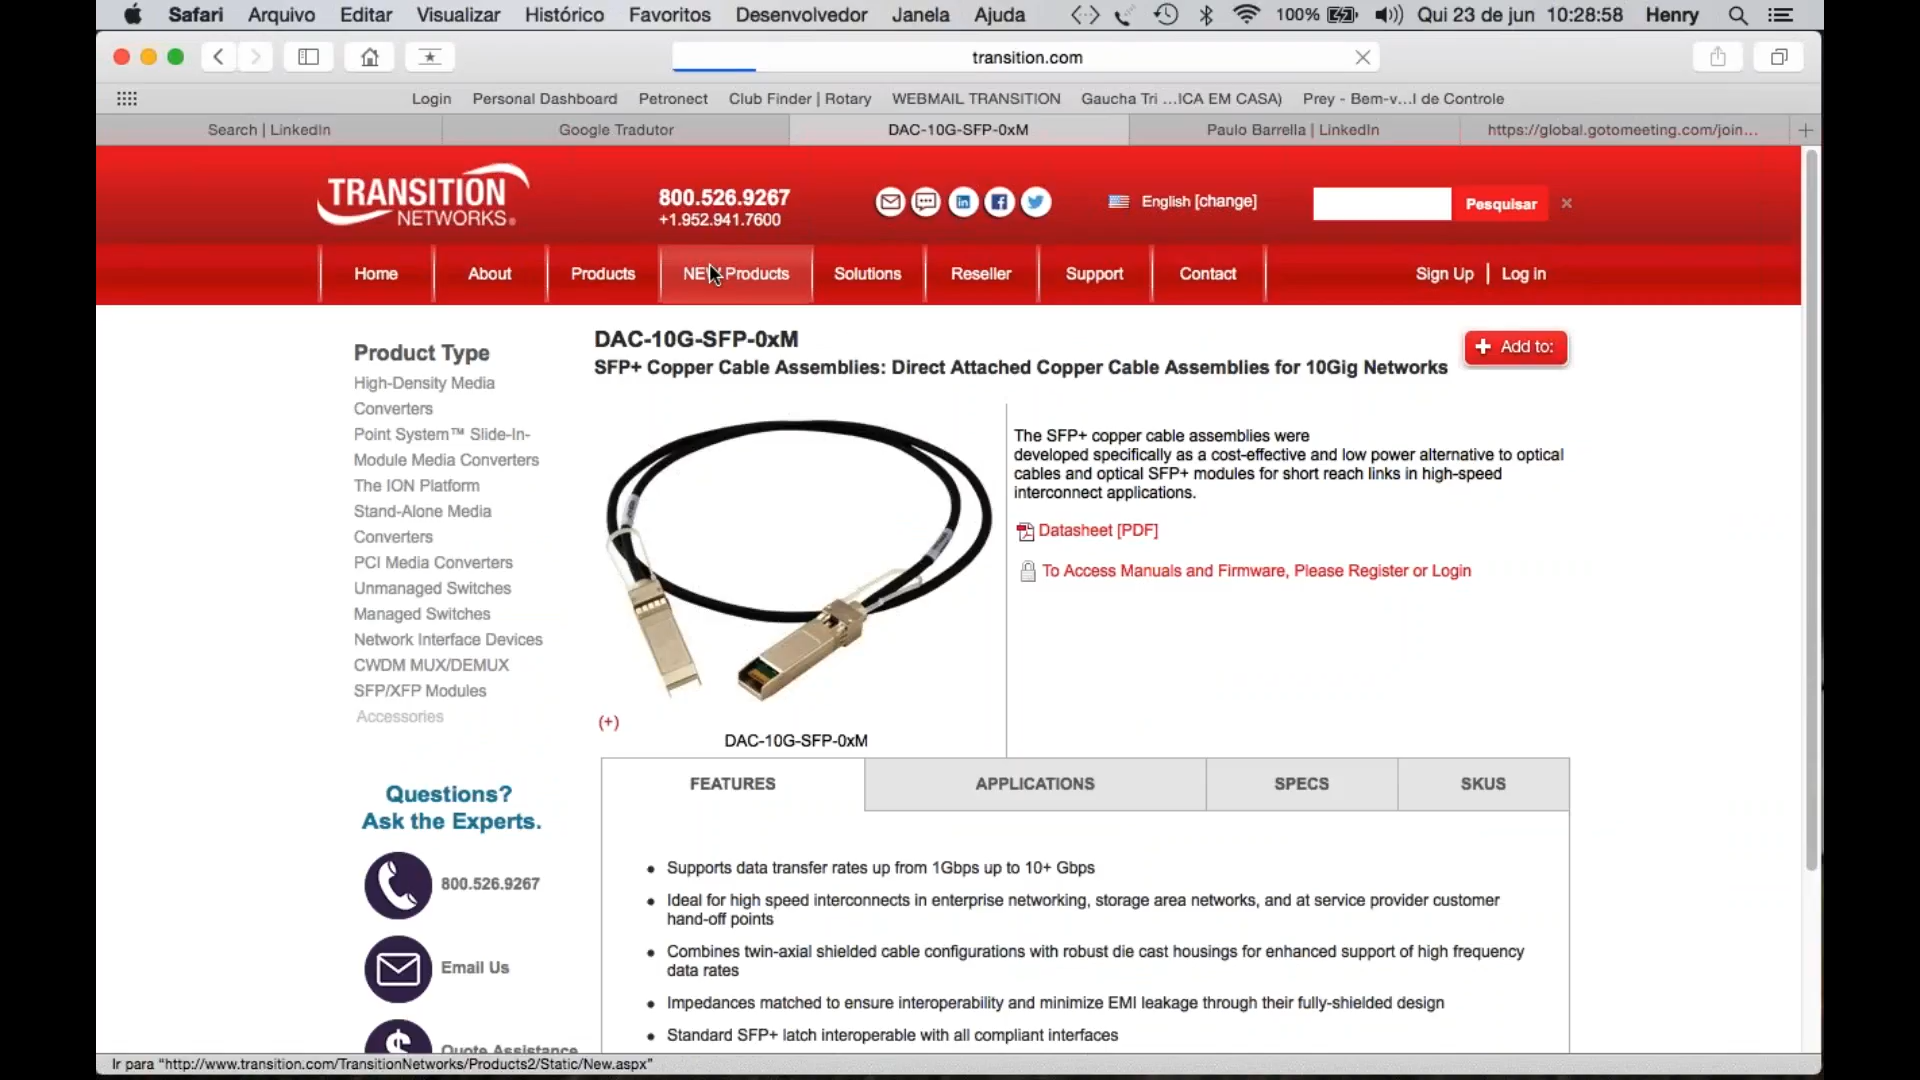 Safari Arquivo Editar Visualizar Histórico Favoritos Desenvolvedor Janela Ajuda 100% Qui 23 de jun 10:28:58 Henry
transition.com
Login Personal Dashboard Petronect Club Finder | Rotary WEBMAIL TRANSITION Gaucha Tri ...ICA EM CASA) Prey - Bem-v...l de Controle
Search | LinkedIn Google Tradutor DAC-10G-SFP-0xM Paulo Barrella | LinkedIn https://global.gotomeeting.com/join...
TRANSITION
NETWORKS®
800.526.9267
+1.952.941.7600
English [change]
Pesquisar
Home About Products NEW Products Solutions Reseller Support Contact Sign Up | Log in
Product Type
High-Density Media
Converters
Point System™ Slide-In-
Module Media Converters
The ION Platform
Stand-Alone Media
Converters
PCI Media Converters
Unmanaged Switches
Managed Switches
Network Interface Devices
CWDM MUX/DEMUX
SFP/XFP Modules
Accessories
Questions?
Ask the Experts.
800.526.9267
Email Us
Quote Assistance
DAC-10G-SFP-0xM
SFP+ Copper Cable Assemblies: Direct Attached Copper Cable Assemblies for 10Gig Networks
Add to:
The SFP+ copper cable assemblies were
developed specifically as a cost-effective and low power alternative to optical
cables and optical SFP+ modules for short reach links in high-speed
interconnect applications.
Datasheet [PDF]
To Access Manuals and Firmware, Please Register or Login
(+)
DAC-10G-SFP-0xM
FEATURES APPLICATIONS SPECS SKUS
Supports data transfer rates up from 1Gbps up to 10+ Gbps
Ideal for high speed interconnects in enterprise networking, storage area networks, and at service provider customer
hand-off points
Combines twin-axial shielded cable configurations with robust die cast housings for enhanced support of high frequency
data rates
Impedances matched to ensure interoperability and minimize EMI leakage through their fully-shielded design
Standard SFP+ latch interoperable with all compliant interfaces
Ir para "http://www.transition.com/TransitionNetworks/Products2/Static/New.aspx"